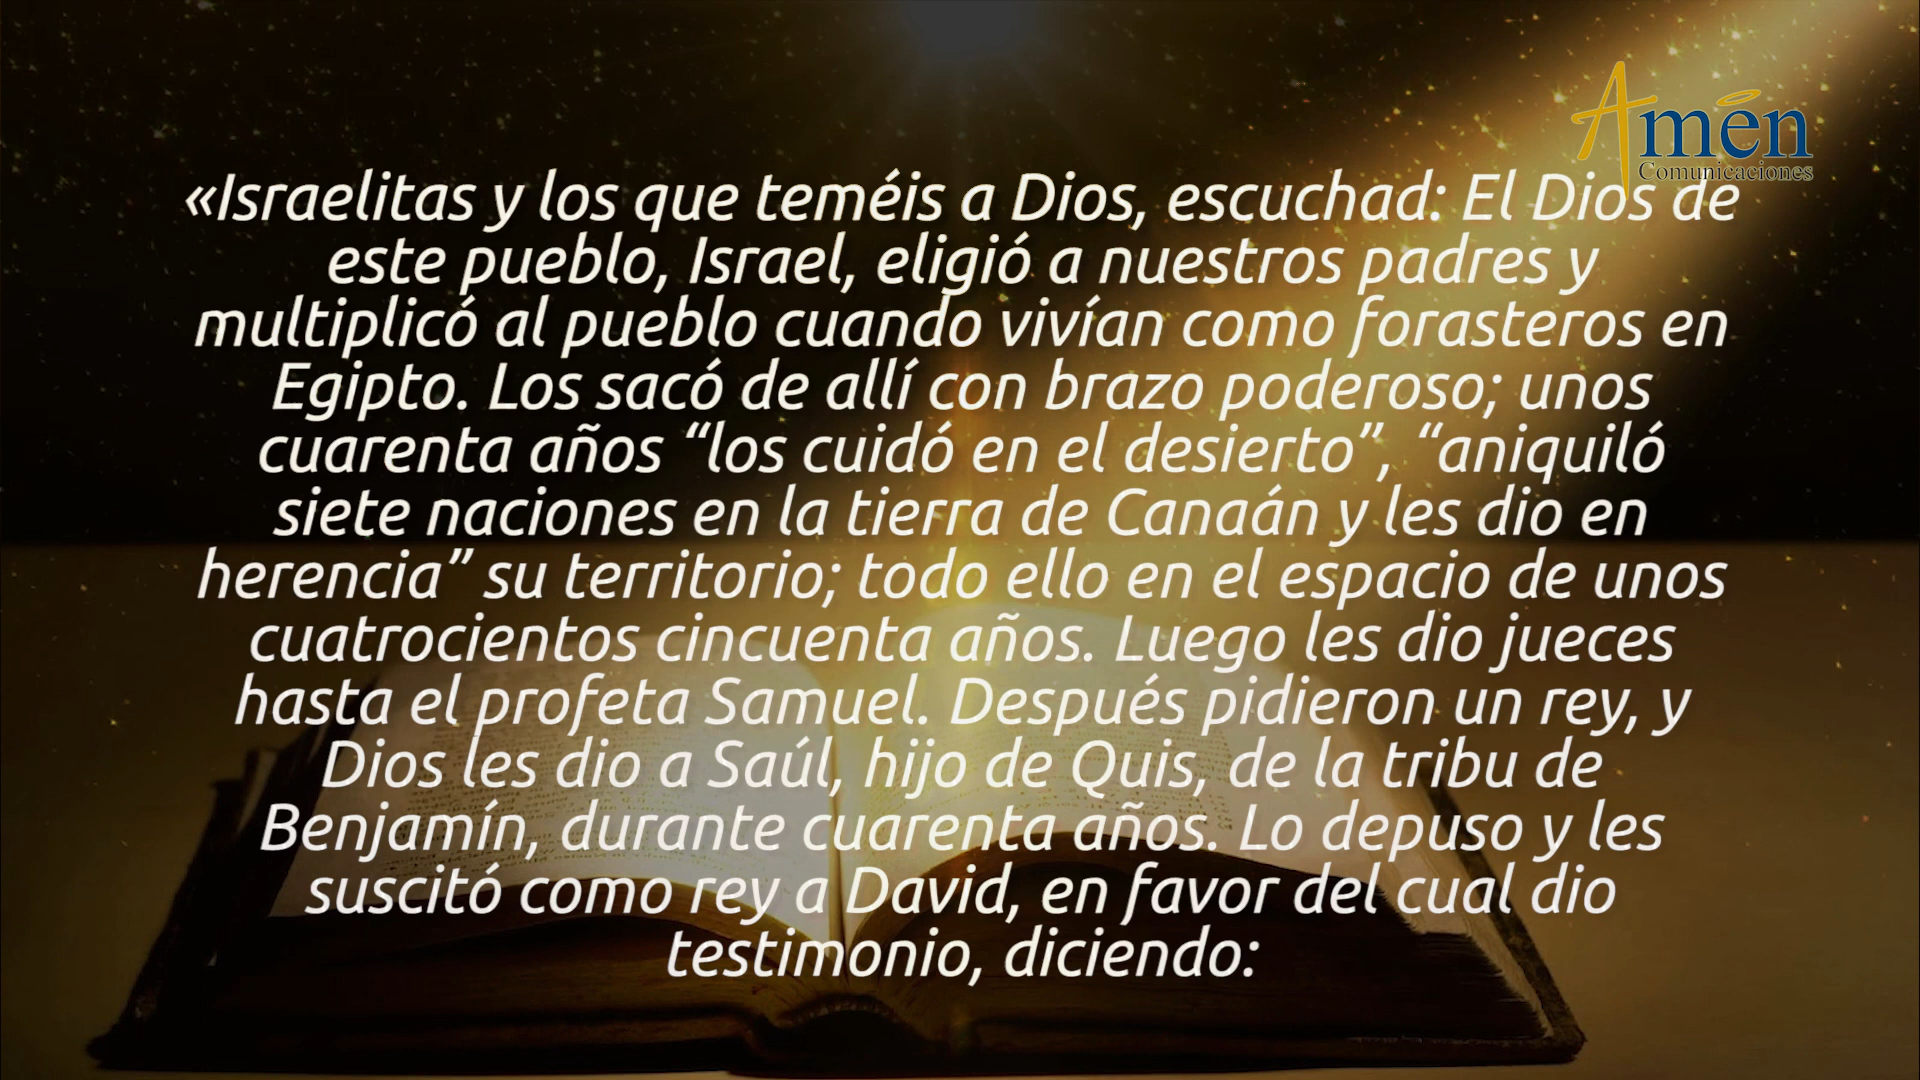 Amén
Comunicaciones
«Israelitas y los que teméis a Dios, escuchad: El Dios de
este pueblo, Israel, eligió a nuestros padres y
multiplicó al pueblo cuando vivían como forasteros en
Egipto. Los sacó de allí con brazo poderoso; unos
cuarenta años “los cuidó en el desierto”, “aniquiló
siete naciones en la tierra de Canaán y les dio en
herencia” su territorio; todo ello en el espacio de unos
cuatrocientos cincuenta años. Luego les dio jueces
hasta el profeta Samuel. Después pidieron un rey, y
Dios les dio a Saúl, hijo de Quis, de la tribu de
Benjamín, durante cuarenta años. Lo depuso y les
suscitó como rey a David, en favor del cual dio
testimonio, diciendo: